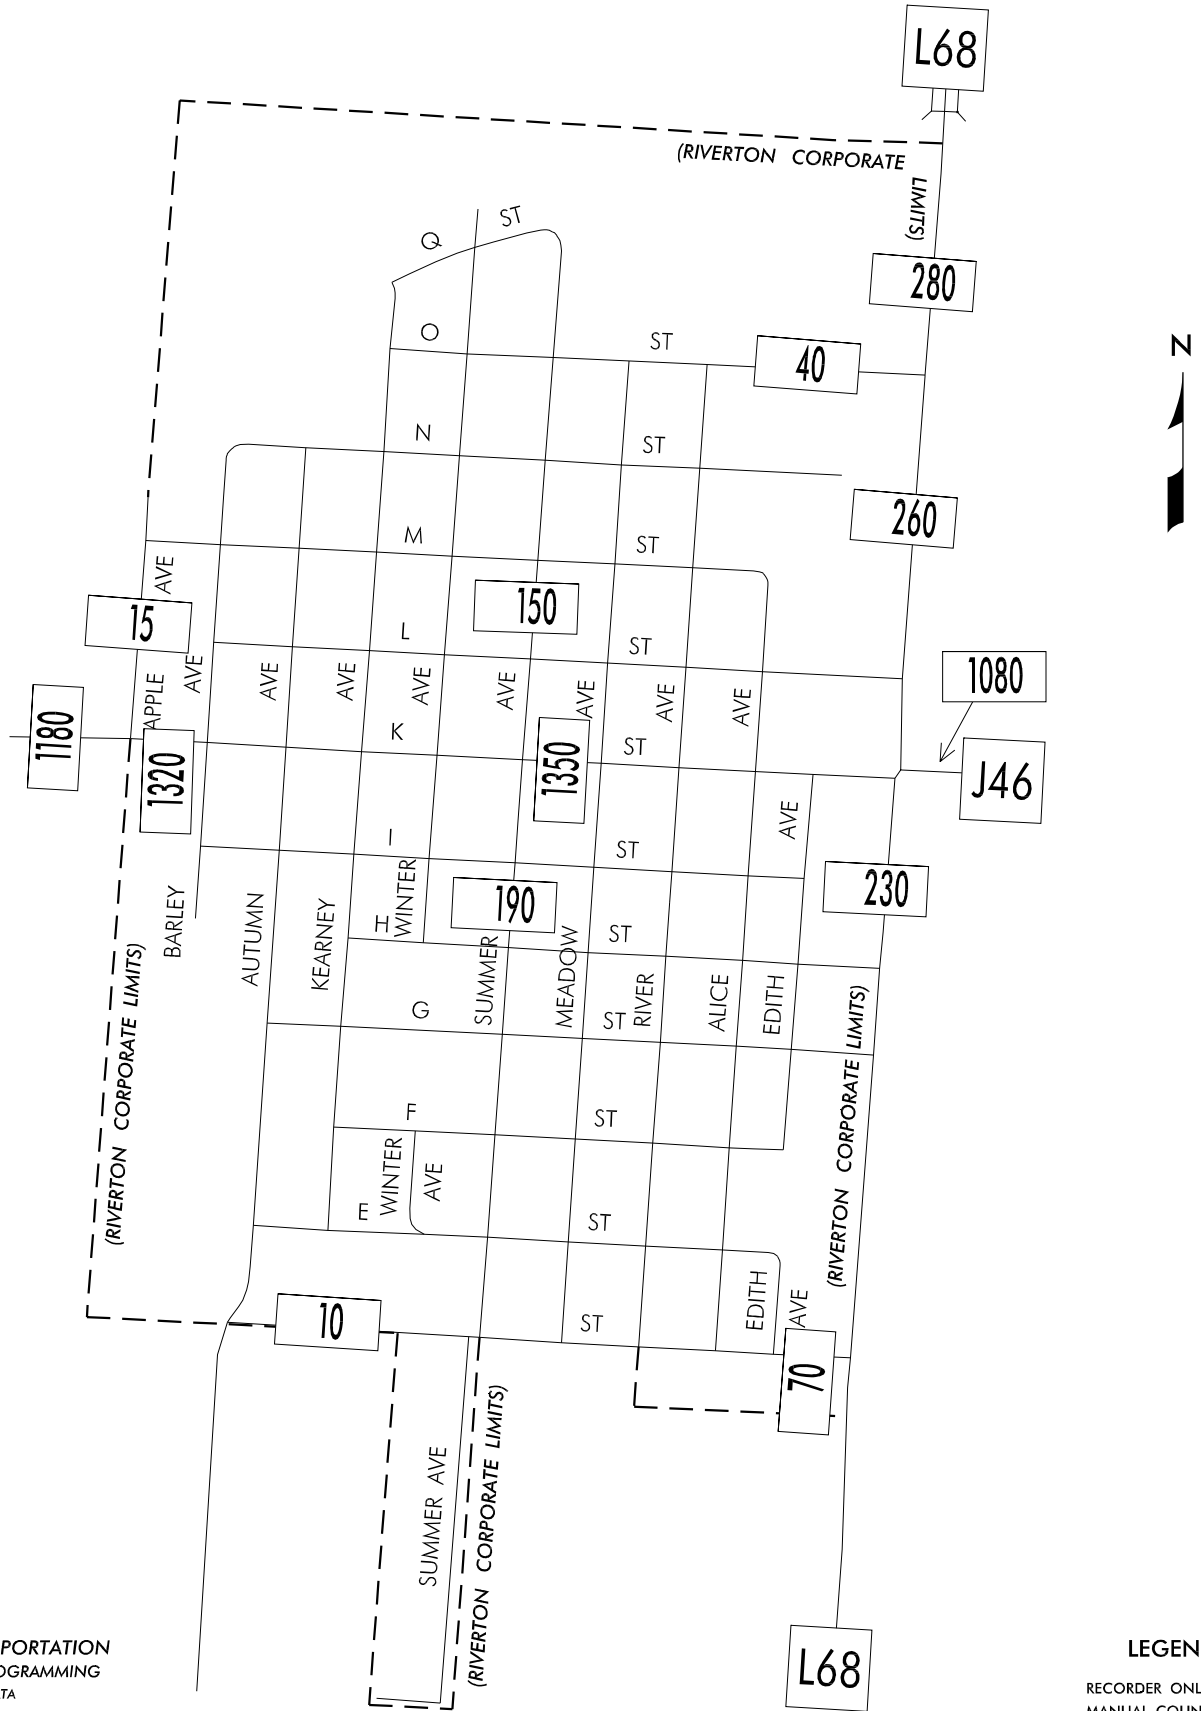 L68
(RIVERTON CORPORATE
LIMITS)
Q ST
280
O ST
40
N
N ST
260
M ST
AVE
15
150
L ST
AVE
AVE
AVE
AVE
AVE
AVE
AVE
AVE
1080
APPLE
K ST
1180
1320
1350
J46
AVE
I ST
WINTER
230
190
BARLEY
H ST
AUTUMN
KEARNEY
SUMMER
MEADOW
RIVER
ALICE
EDITH
G ST
(RIVERTON CORPORATE LIMITS)
(RIVERTON CORPORATE LIMITS)
F ST
WINTER
AVE
E ST
EDITH
AVE
10
ST
70
SUMMER AVE
(RIVERTON CORPORATE LIMITS)
L68
PORTATION
OGRAMMING
TA
LEGEN
RECORDER ONL
MANUAL COUN